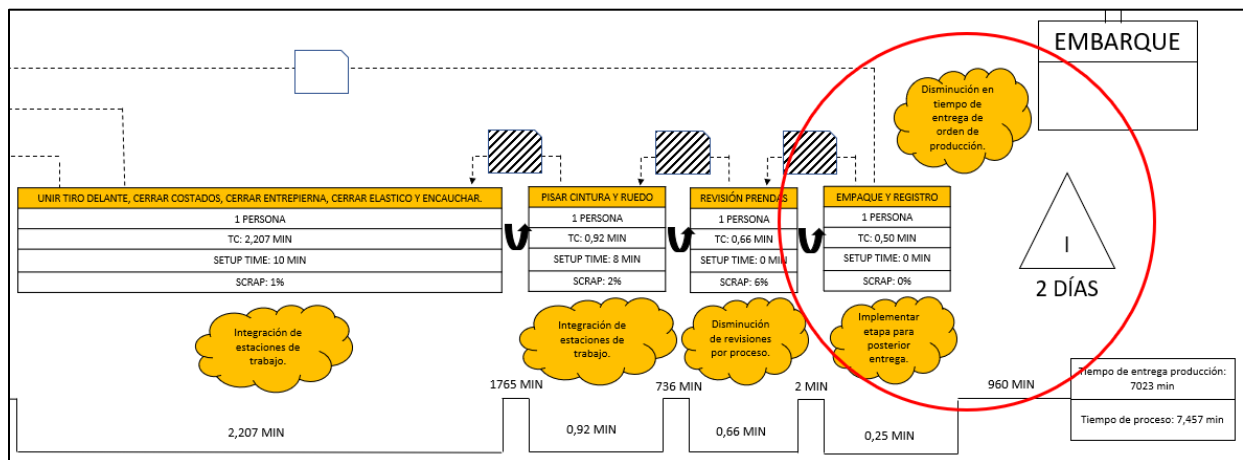 EMBARQUE
Disminución en
tiempo de
entrega de
orden de
producción.
UNIR TIRO DELANTE, CERRAR COSTADOS, CERRAR ENTREPIERNA, CERRAR ELASTICO Y ENCAUCHAR.
1 PERSONA
TC: 2,207 MIN
SETUP TIME: 10 MIN
SCRAP: 1%
PISAR CINTURA Y RUEDO
1 PERSONA
TC: 0,92 MIN
SETUP TIME: 8 MIN
SCRAP: 2%
REVISIÓN PRENDAS
1 PERSONA
TC: 0,66 MIN
SETUP TIME: 0 MIN
SCRAP: 6%
EMPAQUE Y REGISTRO
1 PERSONA
TC: 0,50 MIN
SETUP TIME: 0 MIN
SCRAP: 0%
I
2 DÍAS
Integración de
estaciones de
trabajo.
Integración de
estaciones de
trabajo.
Disminución
de revisiones
por proceso.
Implementar
etapa para
posterior
entrega.
1765 MIN
736 MIN
2 MIN
960 MIN
2,207 MIN
0,92 MIN
0,66 MIN
0,25 MIN
Tiempo de entrega producción:
7023 min
Tiempo de proceso: 7,457 min